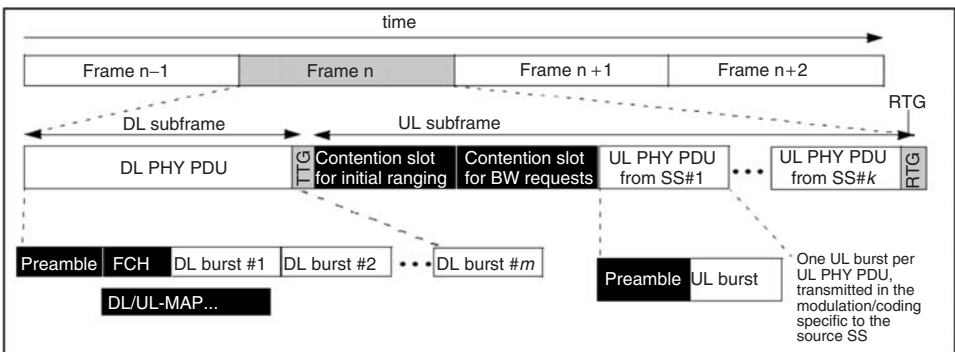 time
Frame n–1
Frame n
Frame n +1
Frame n+2
RTG
DL subframe
UL subframe
DL PHY PDU
TTG
Contention slot
for initial ranging
Contention slot
for BW requests
UL PHY PDU
from SS#1
•••
UL PHY PDU
from SS#k
RTG
Preamble
FCH
DL burst #1
DL burst #2
•••
DL burst #m
DL/UL-MAP...
Preamble
UL burst
One UL burst per
UL PHY PDU,
transmitted in the
modulation/coding
specific to the
source SS